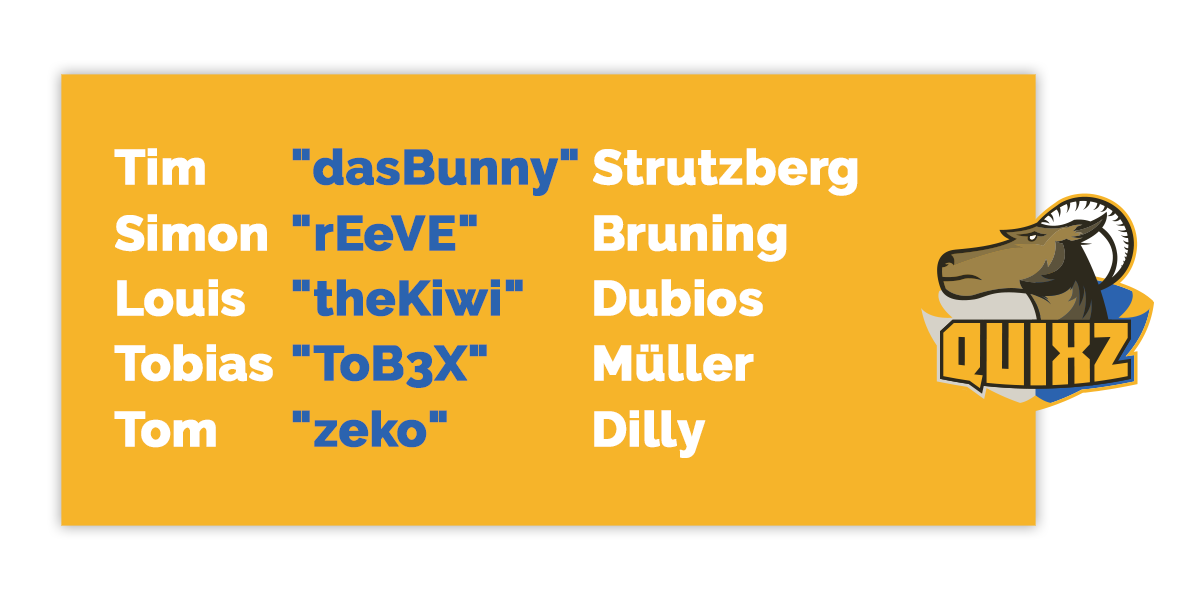 Tim "dasBunny" Strutzberg
Simon "rEeVE" Bruning
Louis "theKiwi" Dubios
Tobias "ToB3X" Müller
Tom "zeko" Dilly
QUIXZ